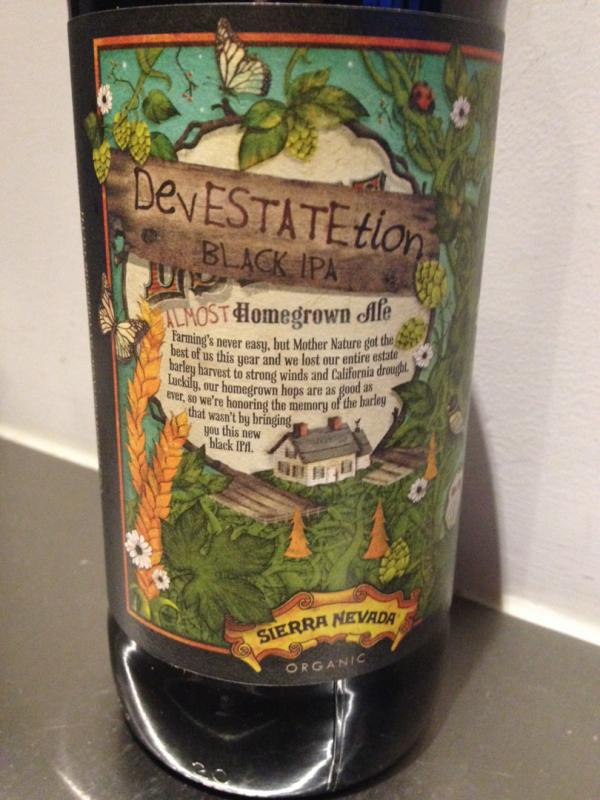 DevESTATEtion
BLACK IPA
ALMOST Homegrown Ale
Farming's never easy, but Mother Nature got the
best of us this year and we lost our entire estate
barley harvest to strong winds and California drought.
Luckily, our homegrown hops are as good as
ever, so we're honoring the memory of the barley
that wasn't by bringing
you this new
black IPA.
SIERRA NEVADA
ORGANIC
20